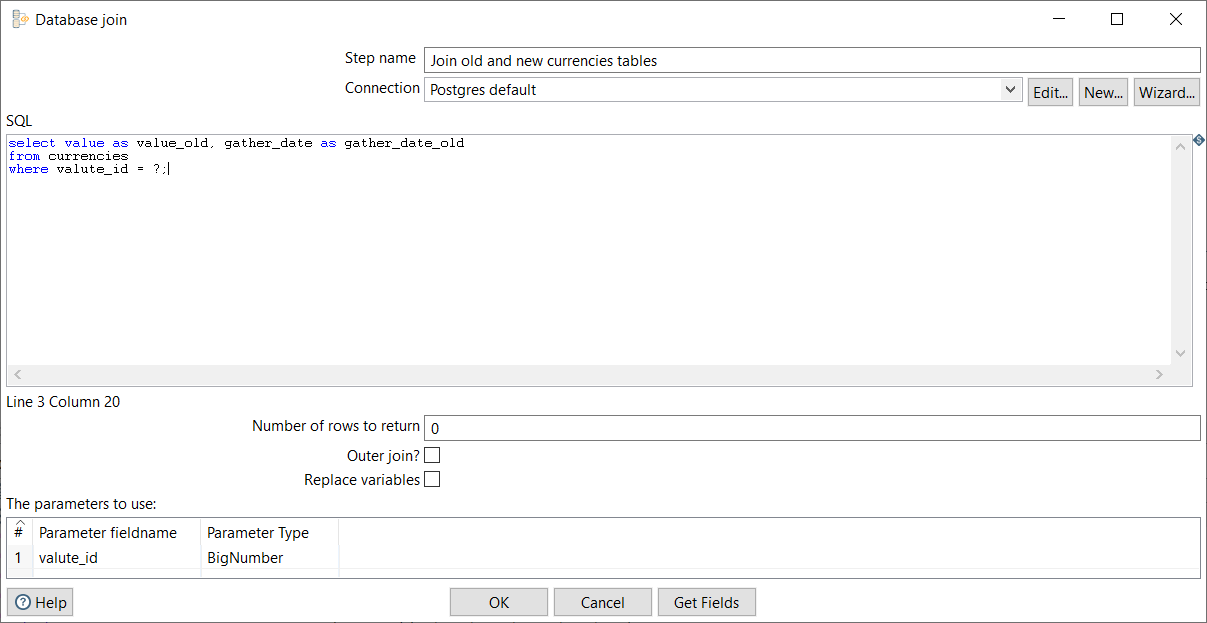 Database join
Step name Join old and new currencies tables
Connection Postgres default Edit... New... Wizard...
SQL
select value as value_old, gather_date as gather_date_old
from currencies
where valute_id = ?;
Line 3 Column 20
Number of rows to return 0
Outer join?
Replace variables
The parameters to use:
# Parameter fieldname Parameter Type
1 valute_id BigNumber
? Help OK Cancel Get Fields